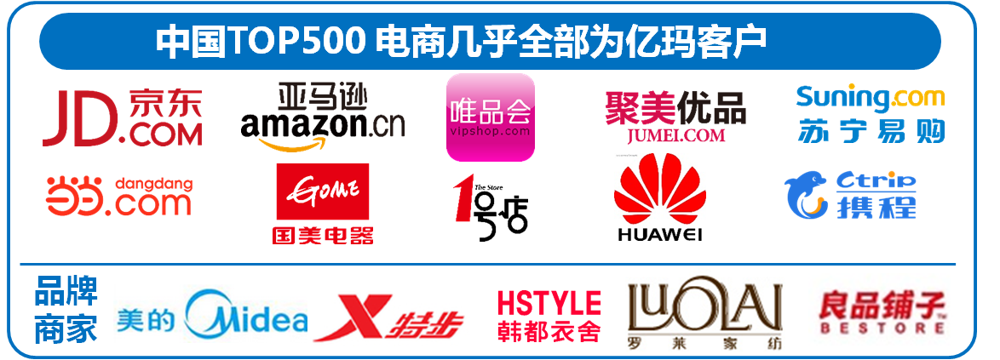 中国TOP500 电商几乎全部为亿玛客户
JD.COM 京东
亚马逊
amazon.cn
唯品会
vipshop.com
聚美优品
JUMEI.COM
Suning.com
苏宁易购
dangdang
当当.com
GOME
国美电器
The Store
1号店
HUAWEI
Ctrip
携程
品牌
商家
美的 Midea
X特步
HSTYLE
韩都衣舍
LUOLAI
罗莱家纺
良品铺子
BESTORE